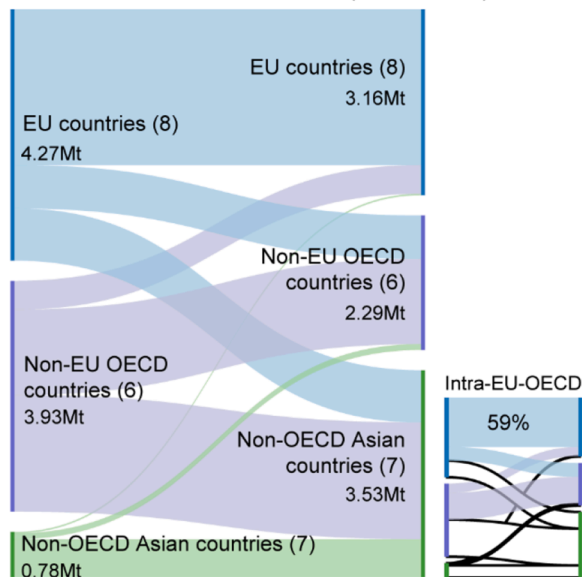 EU countries (8)
3.16Mt
EU countries (8)
4.27Mt
Non-EU OECD
countries (6)
2.29Mt
Non-EU OECD
countries (6)
3.93Mt
Intra-EU-OECD
59%
Non-OECD Asian
countries (7)
3.53Mt
Non-OECD Asian countries (7)
0.78Mt